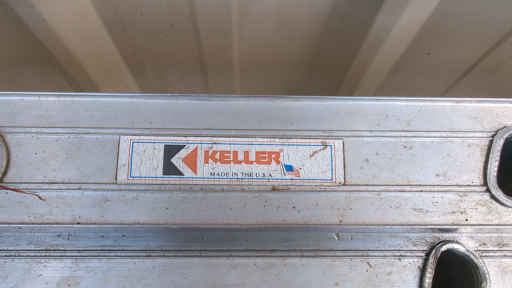 KELLER
MADE IN THE U.S.A.